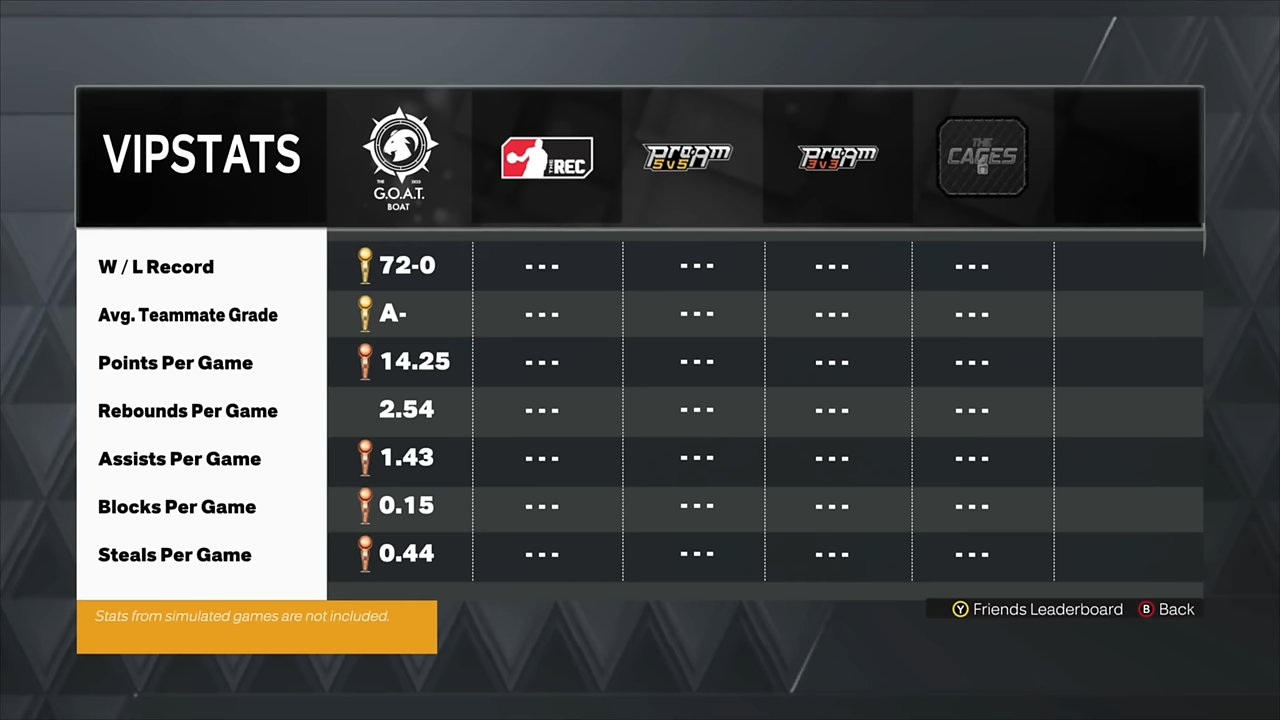 VIPSTATS
THE 2K23 G.O.A.T. BOAT
THE REC
PRO-AM 5v5
PRO-AM 3v3
THE CAGES
W / L Record 72-0 --- --- --- ---
Avg. Teammate Grade A- --- --- --- ---
Points Per Game 14.25 --- --- --- ---
Rebounds Per Game 2.54 --- --- --- ---
Assists Per Game 1.43 --- --- --- ---
Blocks Per Game 0.15 --- --- --- ---
Steals Per Game 0.44 --- --- --- ---
Stats from simulated games are not included.
Y Friends Leaderboard B Back